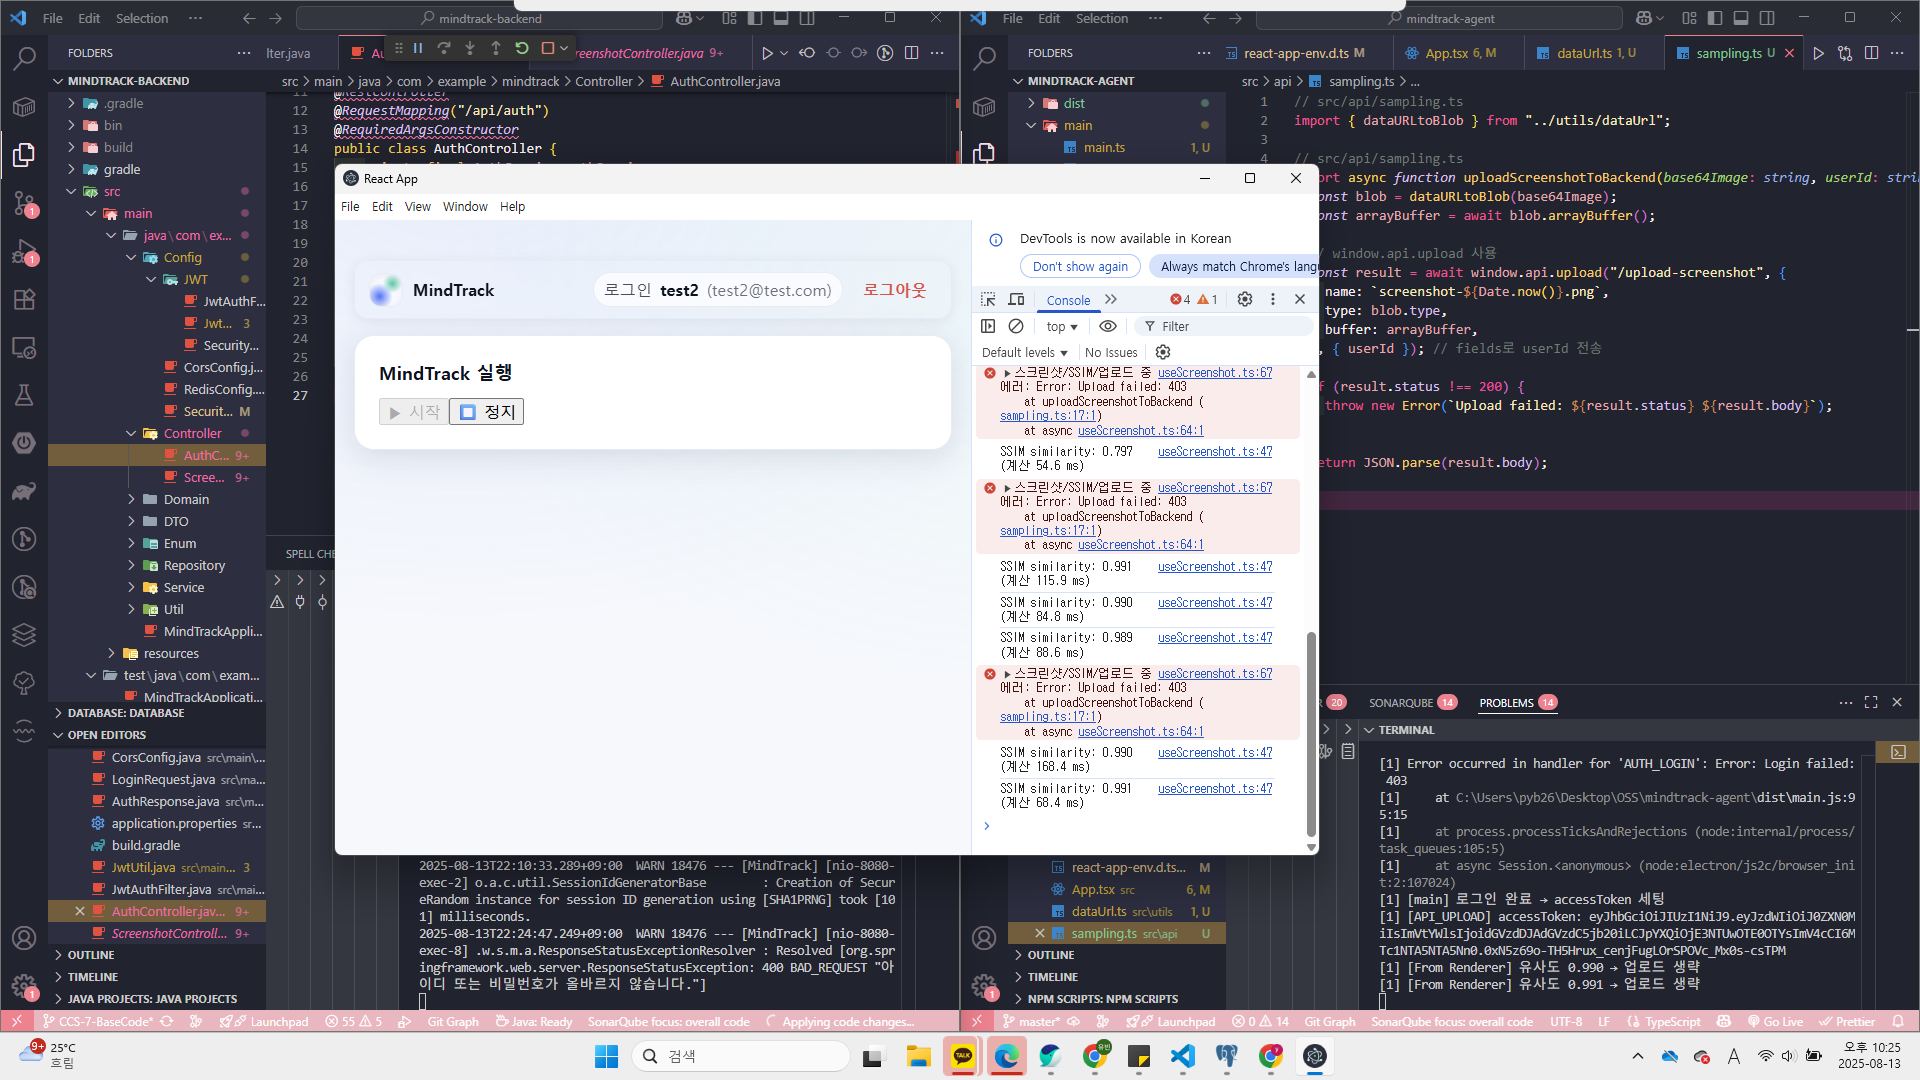 File Edit Selection ··· mindtrack-backend
FOLDERS ···
MINDTRACK-BACKEND
.gradle
bin
build
gradle
src
main
java\com\ex...
Config
JWT
JwtAuthF...
Jwt... 3
Security...
CorsConfig.j...
RedisConfig....
Securit... M
Controller
AuthC... 9+
Scree... 9+
Domain
DTO
Enum
Repository
Service
Util
MindTrackAppli...
resources
test\java\com\exam...
MindTrackApplicati...
DATABASE: DATABASE
OPEN EDITORS
CorsConfig.java src\main\...
LoginRequest.java src\ma...
AuthResponse.java src\m...
application.properties sr...
build.gradle
JwtUtil.java src\main... 3
JwtAuthFilter.java src\mai...
AuthController.jav... 9+
ScreenshotControll... 9+
OUTLINE
TIMELINE
JAVA PROJECTS: JAVA PROJECTS
lter.java
reenshotController.java 9+
src > main > java > com > example > mindtrack > Controller > AuthController.java
11 @RestController
12 @RequestMapping("/api/auth")
13 @RequiredArgsConstructor
14 public class AuthController {
15
16
17
18
19
20
21
22
23
24
25
26
27
SPELL CHE
2025-08-13T22:10:33.289+09:00 WARN 18476 --- [MindTrack] [nio-8080-
exec-2] o.a.c.util.SessionIdGeneratorBase : Creation of Secur
eRandom instance for session ID generation using [SHA1PRNG] took [10
1] milliseconds.
2025-08-13T22:24:47.249+09:00 WARN 18476 --- [MindTrack] [nio-8080-
exec-8] .w.s.m.a.ResponseStatusExceptionResolver : Resolved [org.spr
ingframework.web.server.ResponseStatusException: 400 BAD_REQUEST "아
이디 또는 비밀번호가 올바르지 않습니다."]
CCS-7-BaseCode* Launchpad 55 5 Git Graph Java: Ready SonarQube focus: overall code Applying code changes...
React App
File Edit View Window Help
MindTrack
로그인 test2 (test2@test.com) 로그아웃
MindTrack 실행
▶ 시작 정지
DevTools is now available in Korean
Don't show again Always match Chrome's lang
Console 4 1
top ▼ Filter
Default levels ▼ No Issues
스크린샷/SSIM/업로드 중 useScreenshot.ts:67
에러: Error: Upload failed: 403
at uploadScreenshotToBackend (
sampling.ts:17:1)
at async useScreenshot.ts:64:1
SSIM similarity: 0.797 useScreenshot.ts:47
(계산 54.6 ms)
스크린샷/SSIM/업로드 중 useScreenshot.ts:67
에러: Error: Upload failed: 403
at uploadScreenshotToBackend (
sampling.ts:17:1)
at async useScreenshot.ts:64:1
SSIM similarity: 0.991 useScreenshot.ts:47
(계산 115.9 ms)
SSIM similarity: 0.990 useScreenshot.ts:47
(계산 84.8 ms)
SSIM similarity: 0.989 useScreenshot.ts:47
(계산 88.6 ms)
스크린샷/SSIM/업로드 중 useScreenshot.ts:67
에러: Error: Upload failed: 403
at uploadScreenshotToBackend (
sampling.ts:17:1)
at async useScreenshot.ts:64:1
SSIM similarity: 0.990 useScreenshot.ts:47
(계산 168.4 ms)
SSIM similarity: 0.991 useScreenshot.ts:47
(계산 68.4 ms)
File Edit Selection ··· mindtrack-agent
FOLDERS ···
MINDTRACK-AGENT
dist
main
main.ts 1, U
react-app-env.d.ts M App.tsx 6, M dataUrl.ts 1, U sampling.ts U
src > api > sampling.ts > ...
1 // src/api/sampling.ts
2 import { dataURLtoBlob } from "../utils/dataUrl";
3
4 // src/api/sampling.ts
ort async function uploadScreenshotToBackend(base64Image: string, userId: strin
onst blob = dataURLtoBlob(base64Image);
onst arrayBuffer = await blob.arrayBuffer();
/ window.api.upload 사용
onst result = await window.api.upload("/upload-screenshot", {
name: `screenshot-${Date.now()}.png`,
type: blob.type,
buffer: arrayBuffer,
, { userId }); // fields로 userId 전송
f (result.status !== 200) {
throw new Error(`Upload failed: ${result.status} ${result.body}`);
turn JSON.parse(result.body);
20 SONARQUBE 14 PROBLEMS 14
TERMINAL
[1] Error occurred in handler for 'AUTH_LOGIN': Error: Login failed:
403
[1] at C:\Users\pyb26\Desktop\OSS\mindtrack-agent\dist\main.js:9
5:15
[1] at process.processTicksAndRejections (node:internal/process/
task_queues:105:5)
[1] at async Session.<anonymous> (node:electron/js2c/browser_ini
t:2:107024)
[1] [main] 로그인 완료 → accessToken 세팅
[1] [API_UPLOAD] accessToken: eyJhbGciOiJIUzI1NiJ9.eyJzdWIiOiJ0ZXN0M
iIsImVtYWlsIjoidGVzdDJAdGVzdC5jb20iLCJpYXQiOjE3NTUwOTE0OTYsImV4cCI6M
Tc1NTA5NTA5Nn0.0xN5z69o-TH5Hrux_cenjFugLOrSPOVc_Mx0s-csTPM
[1] [From Renderer] 유사도 0.990 → 업로드 생략
[1] [From Renderer] 유사도 0.991 → 업로드 생략
react-app-env.d.ts... M
App.tsx src 6, M
dataUrl.ts src\utils 1, U
sampling.ts src\api U
OUTLINE
TIMELINE
NPM SCRIPTS: NPM SCRIPTS
master* Launchpad 0 14 Git Graph SonarQube focus: overall code UTF-8 LF TypeScript Go Live Prettier
25°C
흐림
검색
오후 10:25
2025-08-13